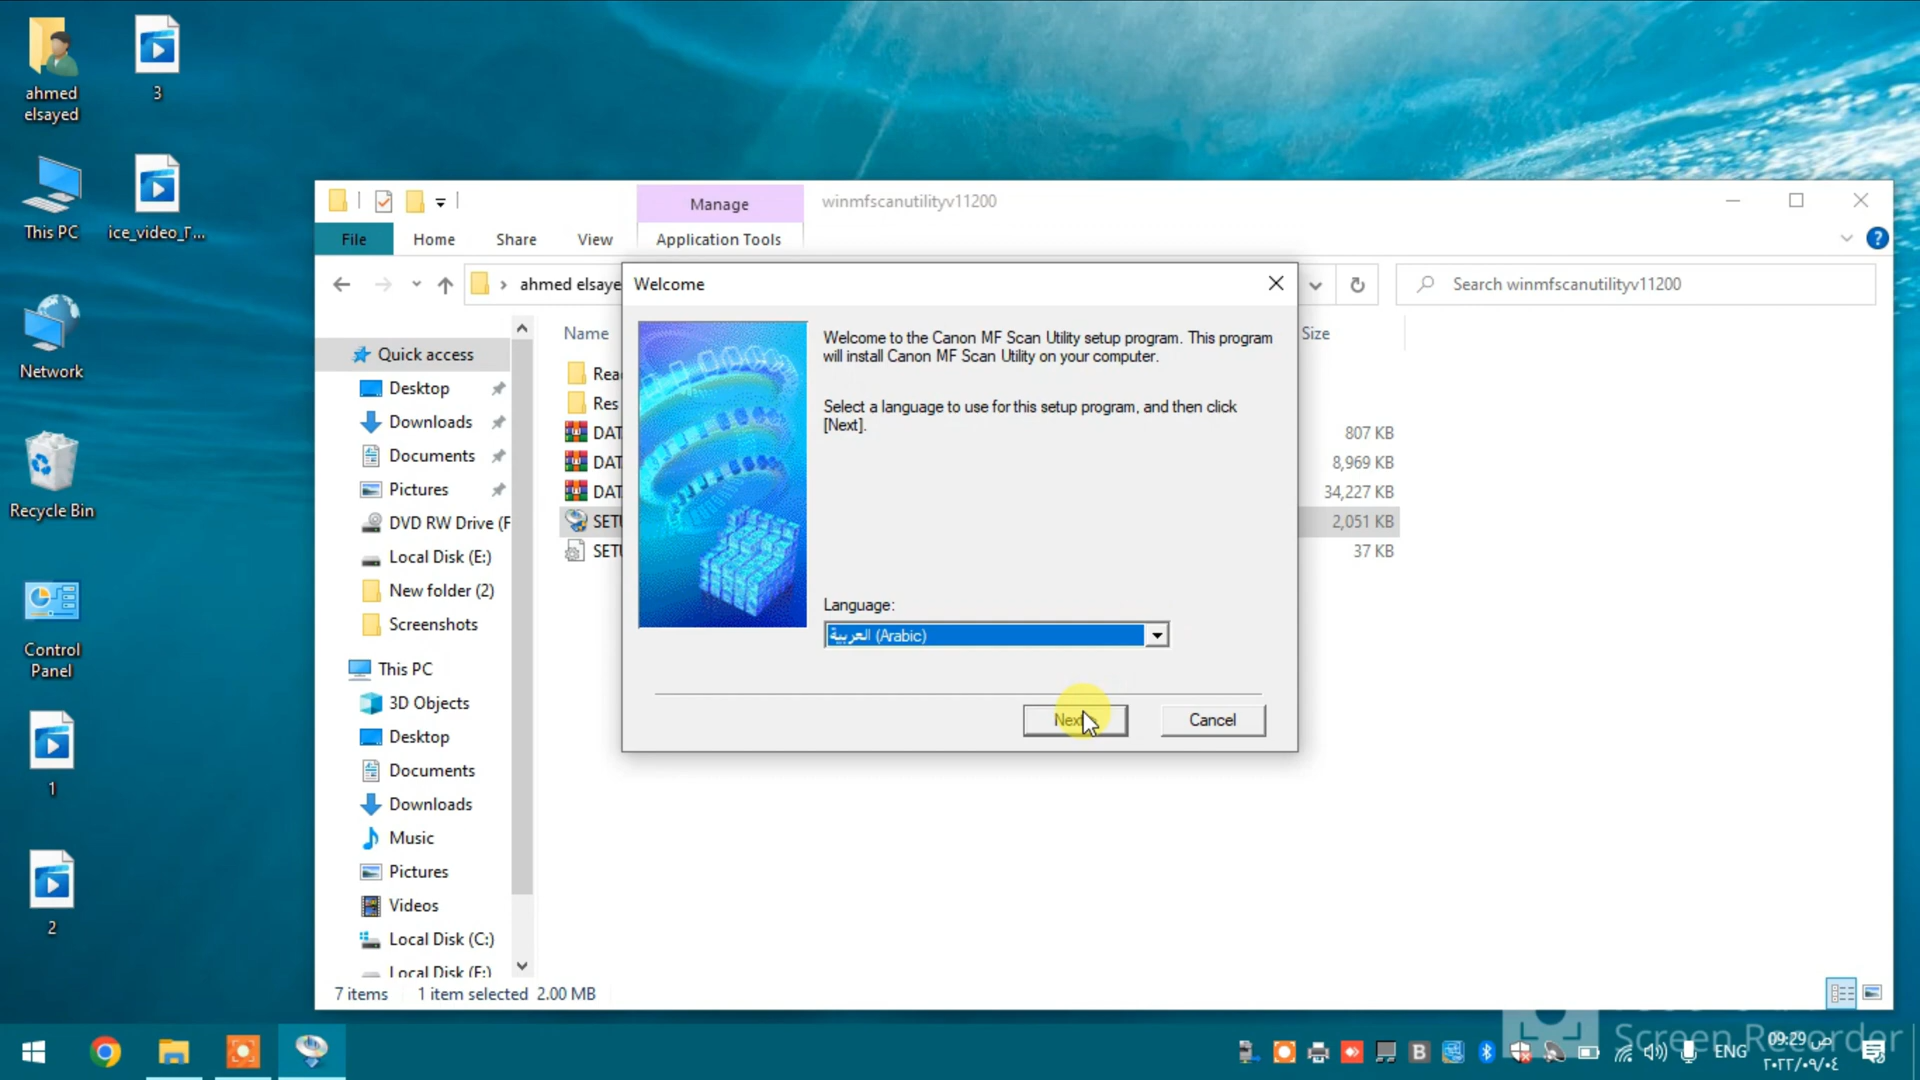 ahmed
elsayed
3
This PC
ice_video_r...
Network
Recycle Bin
Control
Panel
1
2
Manage
winmfscanutilityv11200
File
Home
Share
View
Application Tools
ahmed elsaye
Search winmfscanutilityv11200
Name
Size
Quick access
Desktop
Downloads
Documents
Pictures
DVD RW Drive (F
Local Disk (E:)
New folder (2)
Screenshots
This PC
3D Objects
Desktop
Documents
Downloads
Music
Pictures
Videos
Local Disk (C:)
Local Disk (E:)
Rea
Res
DAT
807 KB
DAT
8,969 KB
DAT
34,227 KB
SETU
2,051 KB
SETU
37 KB
Welcome
Welcome to the Canon MF Scan Utility setup program. This program
will install Canon MF Scan Utility on your computer.
Select a language to use for this setup program, and then click
[Next].
Language:
العربية (Arabic)
Next
Cancel
7 items
1 item selected
2.00 MB
Screen Recorder
ENG
09:29 ص
٢٠٢٢/٠٩/٠٤